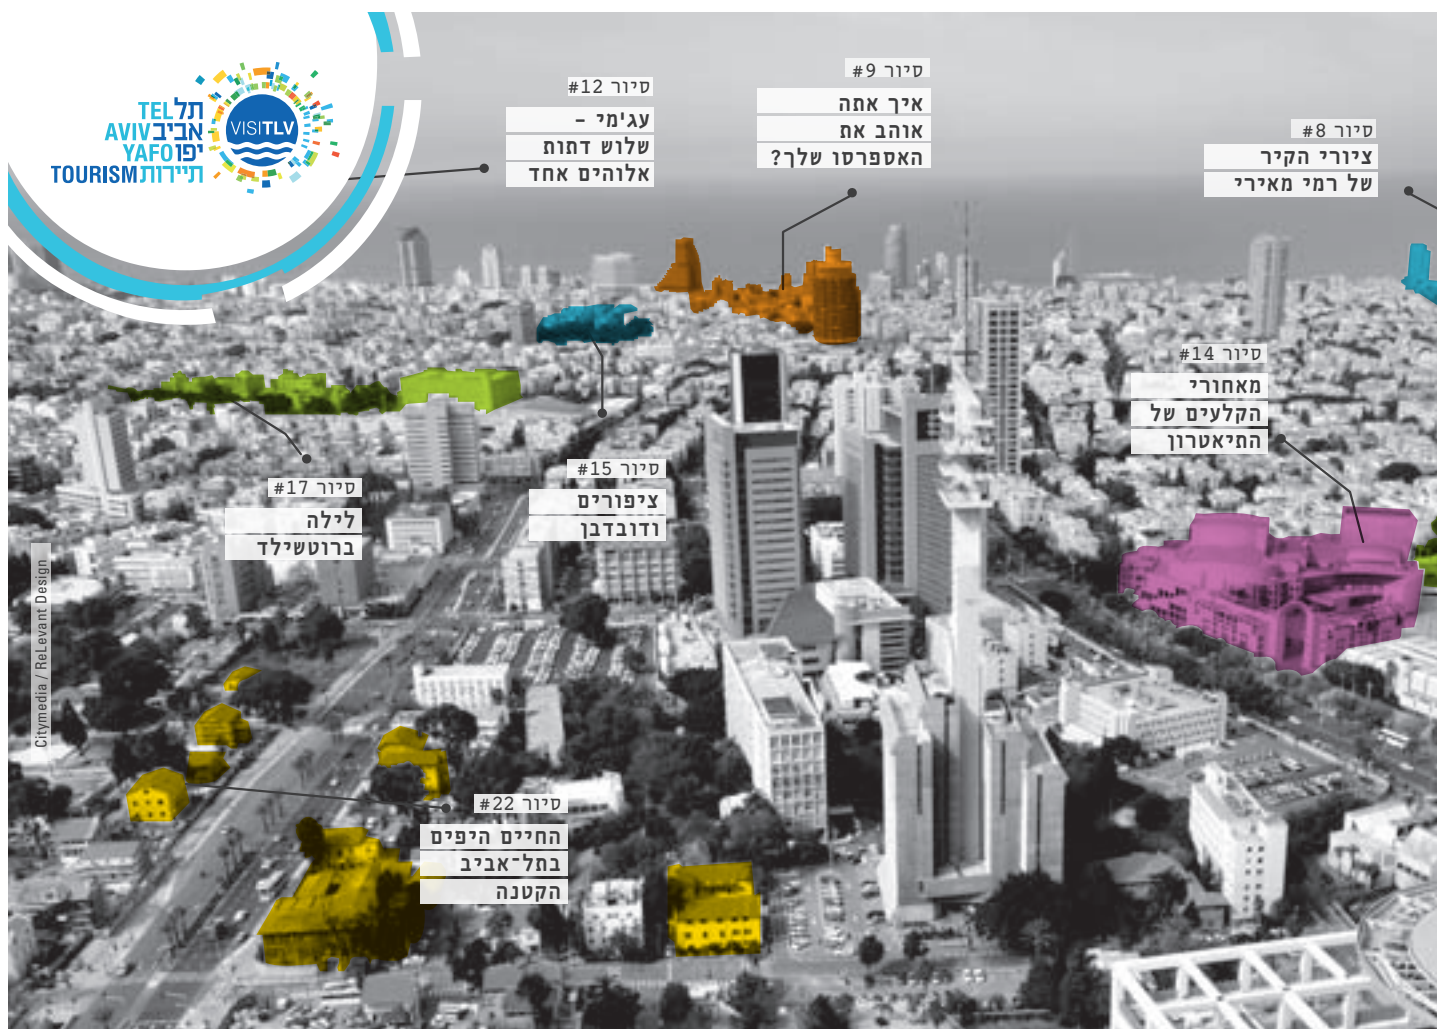 תל TEL
אביב AVIV
יפו YAFO
תיירות TOURISM
VISITLV
סיור 12#
עג'מי –
שלוש דתות
אלוהים אחד
סיור 9#
איך אתה
אוהב את
האספרסו שלך?
סיור 8#
ציורי הקיר
של רמי מאירי
סיור 14#
מאחורי
הקלעים של
התיאטרון
סיור 17#
לילה
ברוטשילד
סיור 15#
ציפורים
ודובדבן
סיור 22#
החיים היפים
בתל־אביב
הקטנה
Citymedia / ReLevant Design